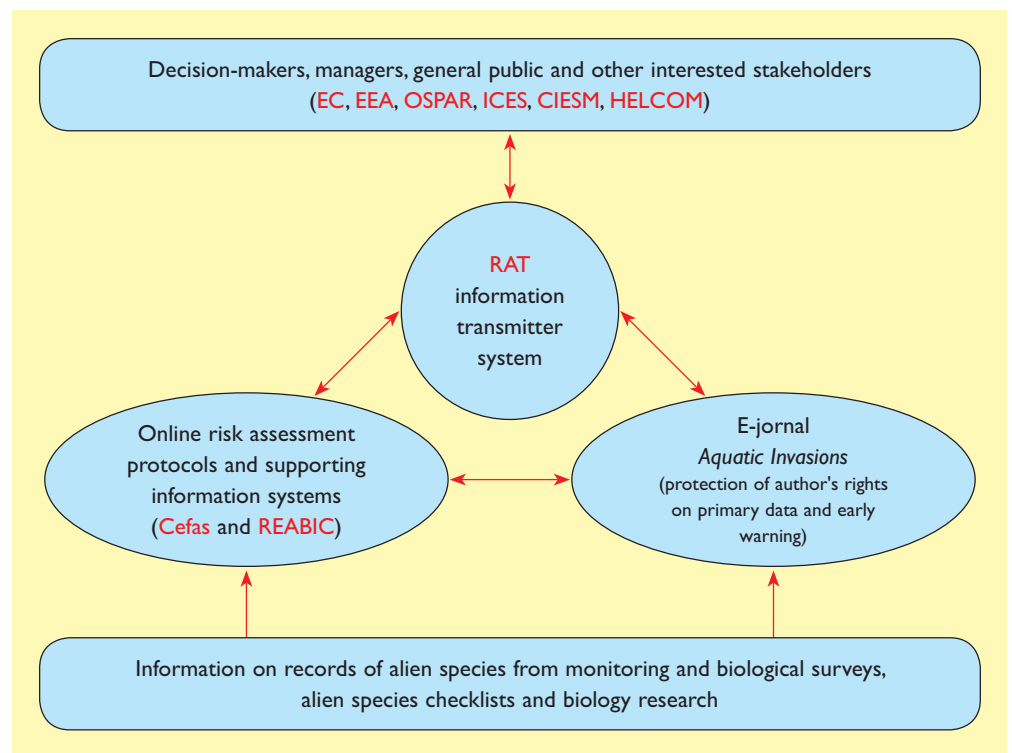 Decision-makers, managers, general public and other interested stakeholders
(EC, EEA, OSPAR, ICES, CIESM, HELCOM)
RAT
information
transmitter
system
Online risk assessment
protocols and supporting
information systems
(Cefas and REABIC)
E-jornal
Aquatic Invasions
(protection of author's rights
on primary data and early
warning)
Information on records of alien species from monitoring and biological surveys,
alien species checklists and biology research